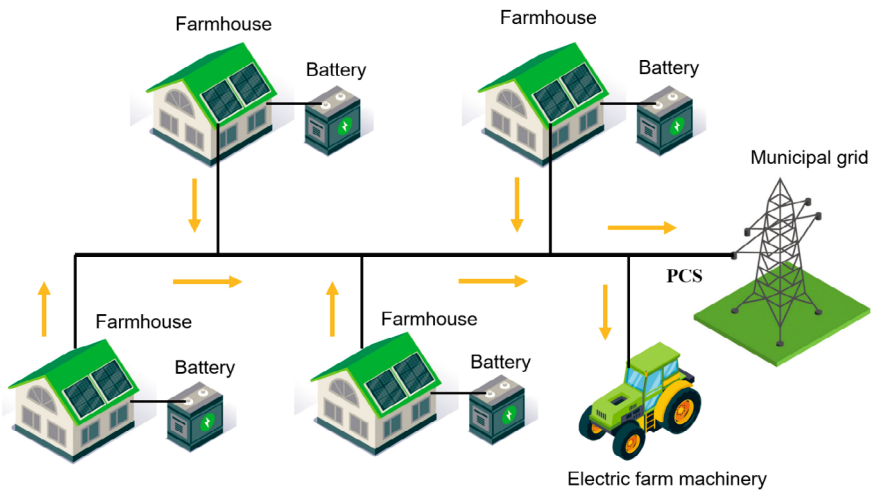 Farmhouse
Farmhouse
Battery
Battery
Municipal grid
PCS
Farmhouse
Farmhouse
Battery
Battery
Electric farm machinery